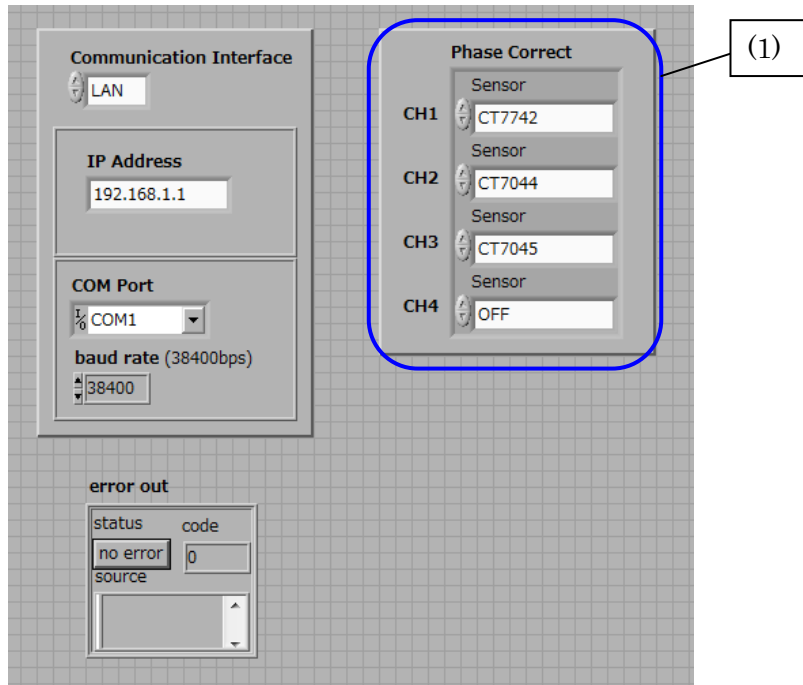 Communication Interface
LAN
IP Address
192.168.1.1
COM Port
I/O COM1
baud rate (38400bps)
38400
Phase Correct
Sensor
CH1 CT7742
Sensor
CH2 CT7044
Sensor
CH3 CT7045
Sensor
CH4 OFF
(1)
error out
status code
no error 0
source